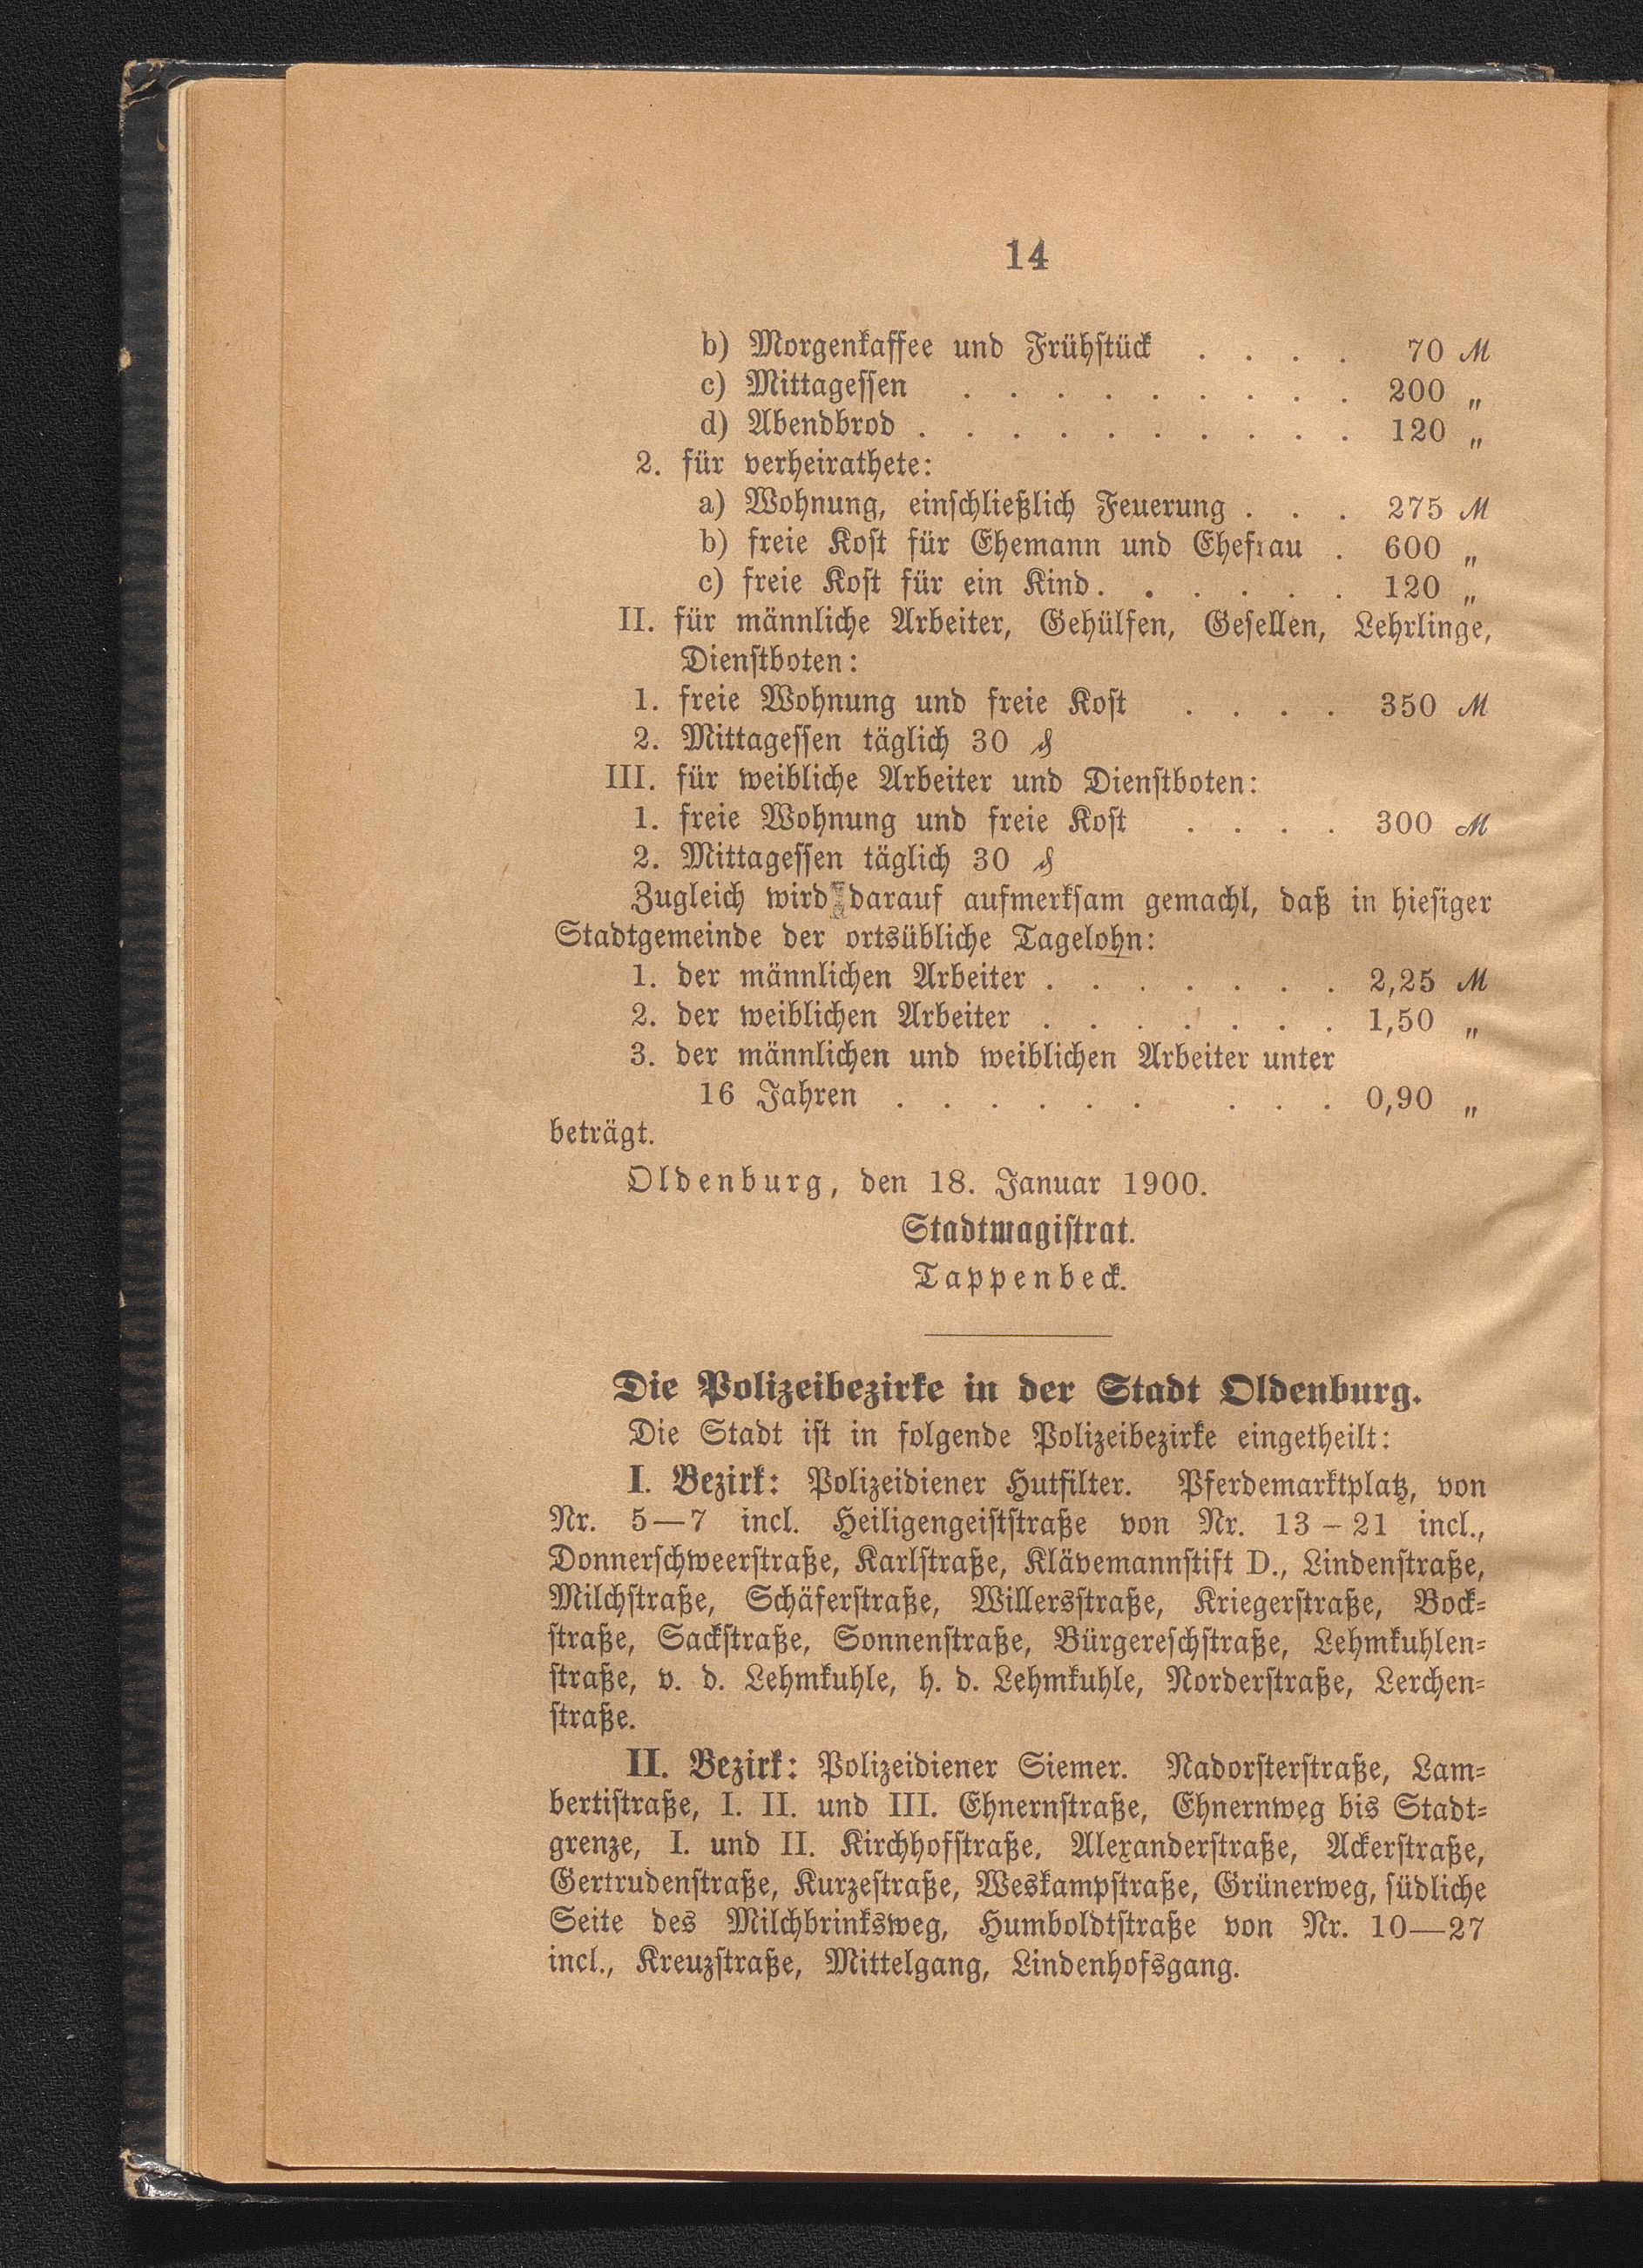 14
b) Morgenkaffee und Frühstück . . . . 70 ℳ
c) Mittagessen . . . . . . . . . 200 „
d) Abendbrod . . . . . . . . . . 120 „
2. für verheirathete:
a) Wohnung, einschließlich Feuerung . . . 275 ℳ
b) freie Kost für Ehemann und Ehefrau . 600 „
c) freie Kost für ein Kind . . . . . . 120 „
II. für männliche Arbeiter, Gehülfen, Gesellen, Lehrlinge,
Dienstboten:
1. freie Wohnung und freie Kost . . . . 350 ℳ
2. Mittagessen täglich 30 ₰
III. für weibliche Arbeiter und Dienstboten:
1. freie Wohnung und freie Kost . . . . 300 ℳ
2. Mittagessen täglich 30 ₰
Zugleich wird darauf aufmerksam gemachl, daß in hiesiger
Stadtgemeinde der ortsübliche Tagelohn:
1. der männlichen Arbeiter . . . . . . . 2,25 ℳ
2. der weiblichen Arbeiter . . . . . . . 1,50 „
3. der männlichen und weiblichen Arbeiter unter
16 Jahren . . . . . . . . . 0,90 „
beträgt.
Oldenburg, den 18. Januar 1900.
Stadtmagistrat.
Tappenbeck.
Die Polizeibezirke in der Stadt Oldenburg.
Die Stadt ist in folgende Polizeibezirke eingetheilt:
I. Bezirk: Polizeidiener Hutfilter. Pferdemarktplatz, von
Nr. 5—7 incl. Heiligengeiststraße von Nr. 13–21 incl.,
Donnerschweerstraße, Karlstraße, Klävemannstift D., Lindenstraße,
Milchstraße, Schäferstraße, Willersstraße, Kriegerstraße, Bock-
straße, Sackstraße, Sonnenstraße, Bürgereschstraße, Lehmkuhlen-
straße, v. d. Lehmkuhle, h. d. Lehmkuhle, Norderstraße, Lerchen-
straße.
II. Bezirk: Polizeidiener Siemer. Nadorsterstraße, Lam-
bertistraße, I. II. und III. Ehnernstraße, Ehnernweg bis Stadt-
grenze, I. und II. Kirchhofstraße, Alexanderstraße, Ackerstraße,
Gertrudenstraße, Kurzestraße, Weskampstraße, Grünerweg, südliche
Seite des Milchbrinksweg, Humboldtstraße von Nr. 10—27
incl., Kreuzstraße, Mittelgang, Lindenhofsgang.